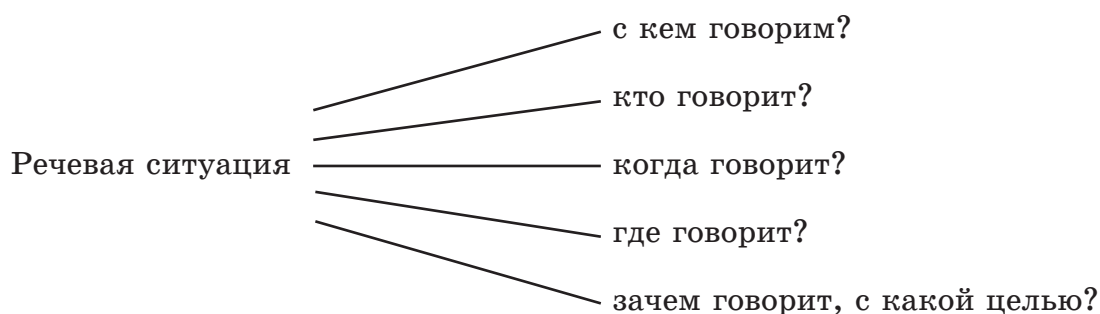 с кем говорим?
кто говорит?
Речевая ситуация
когда говорит?
где говорит?
зачем говорит, с какой целью?